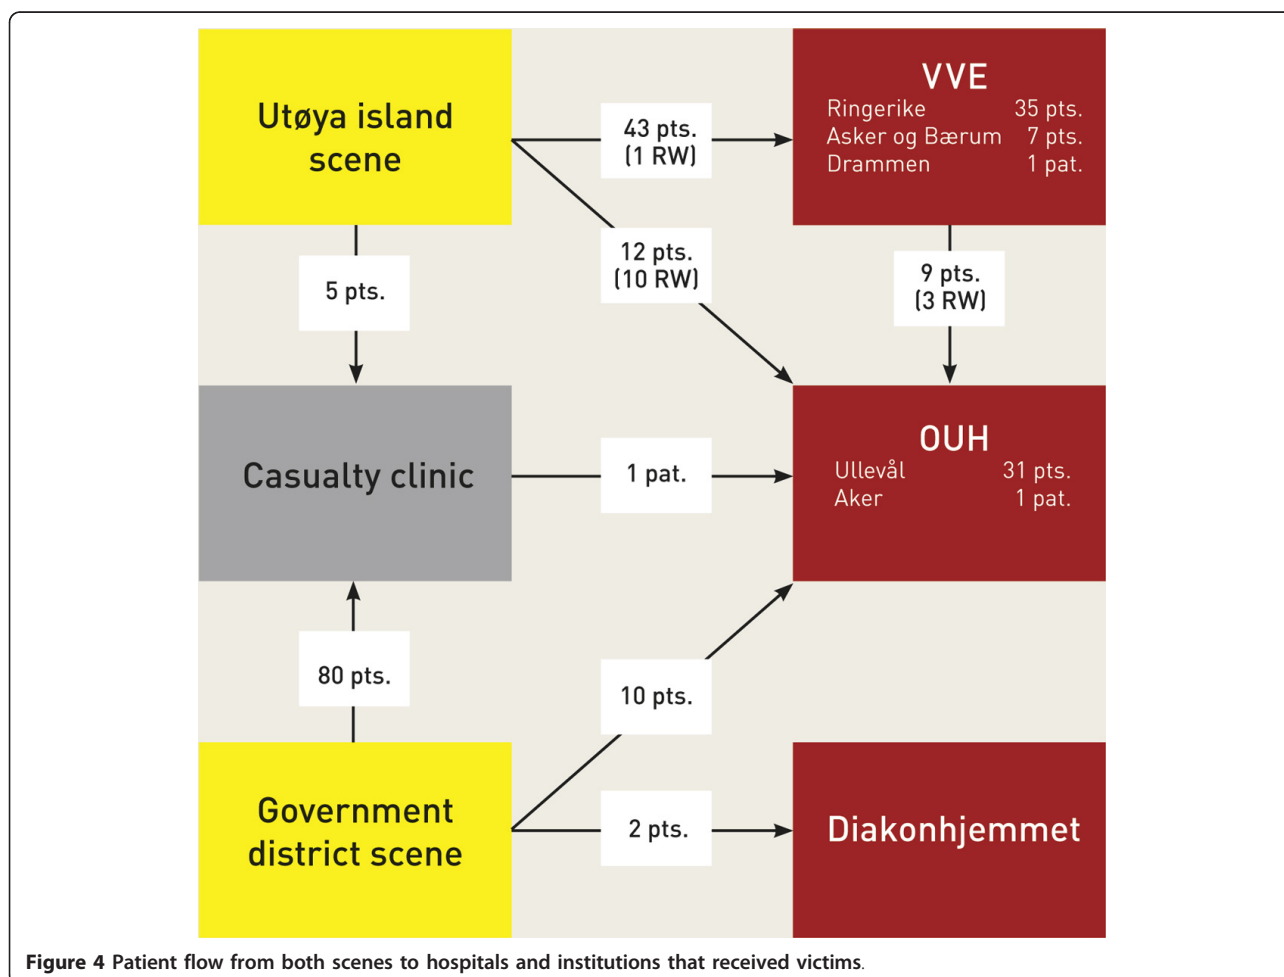 Utøya island
scene
43 pts.
(1 RW)
VVE
Ringerike 35 pts.
Asker og Bærum 7 pts.
Drammen 1 pat.
12 pts.
(10 RW)
5 pts.
9 pts.
(3 RW)
Casualty clinic
1 pat.
OUH
Ullevål 31 pts.
Aker 1 pat.
80 pts.
10 pts.
Government
district scene
2 pts.
Diakonhjemmet
Figure 4 Patient flow from both scenes to hospitals and institutions that received victims.